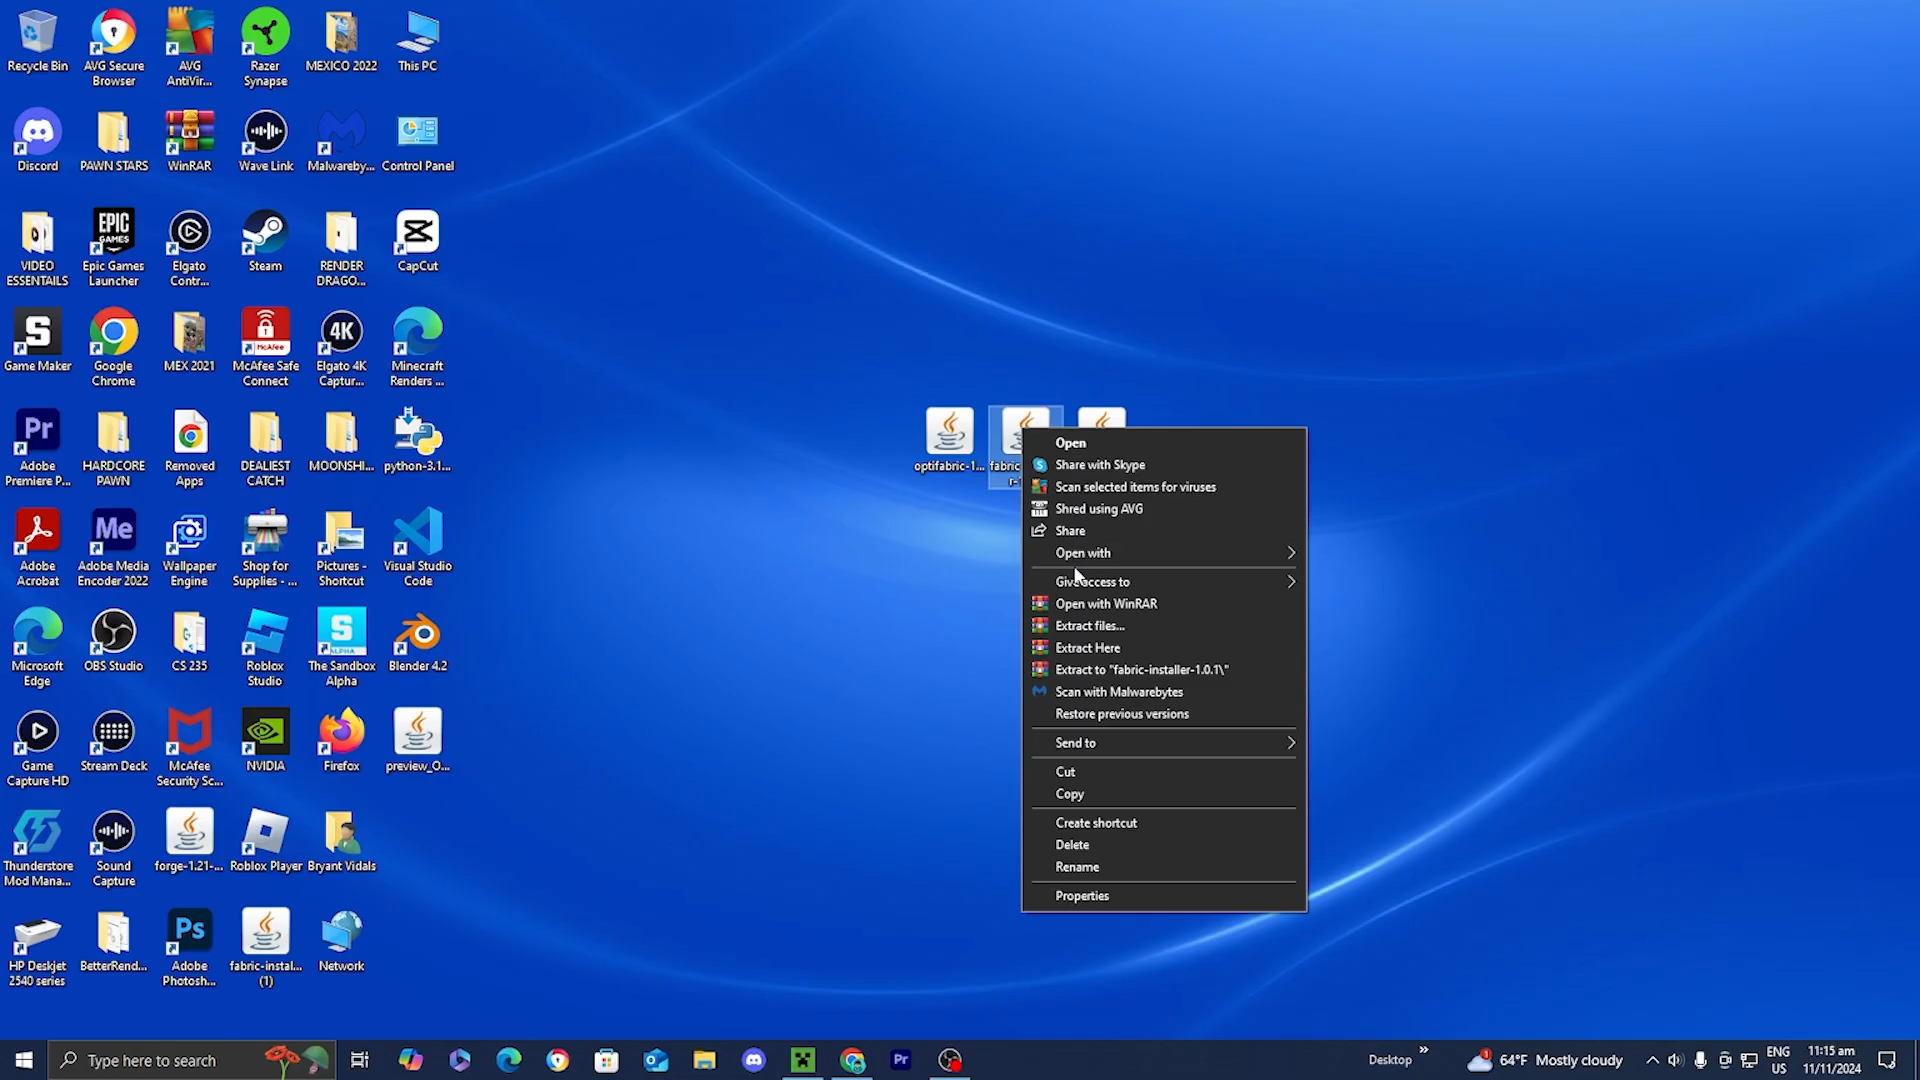 Recycle Bin
AVG Secure
Browser
AVG
AntiVir...
Razer
Synapse
MEXICO 2022
This PC
Discord
PAWN STARS
WinRAR
Wave Link
Malwareby...
Control Panel
VIDEO
ESSENTAILS
EPIC
GAMES
Epic Games
Launcher
Elgato
Contr...
Steam
RENDER
DRAGO...
CapCut
S
Game Maker
Google
Chrome
MEX 2021
McAfee
McAfee Safe
Connect
4K
Elgato 4K
Captur...
Minecraft
Renders ...
Pr
Adobe
Premiere P...
HARDCORE
PAWN
Removed
Apps
DEALIEST
CATCH
MOONSHI...
python-3.1...
Adobe
Acrobat
Me
Adobe Media
Encoder 2022
Wallpaper
Engine
Shop for
Supplies - ...
Pictures -
Shortcut
Visual Studio
Code
Microsoft
Edge
OBS Studio
CS 235
Roblox
Studio
S
ALPHA
The Sandbox
Alpha
Blender 4.2
Game
Capture HD
Stream Deck
McAfee
Security Sc...
NVIDIA
Firefox
preview_O...
Thunderstore
Mod Mana...
Sound
Capture
forge-1.21-...
Roblox Player
Bryant Vidals
HP Deskjet
2540 series
BetterRend...
Ps
Adobe
Photosh...
fabric-instal...
(1)
Network
optifabric-1...
fabric
r-
Open
Share with Skype
Scan selected items for viruses
Shred using AVG
Share
Open with
Give access to
Open with WinRAR
Extract files...
Extract Here
Extract to "fabric-installer-1.0.1\"
Scan with Malwarebytes
Restore previous versions
Send to
Cut
Copy
Create shortcut
Delete
Rename
Properties
Type here to search
Pr
Desktop
1
64°F Mostly cloudy
ENG
US
11:15 am
11/11/2024